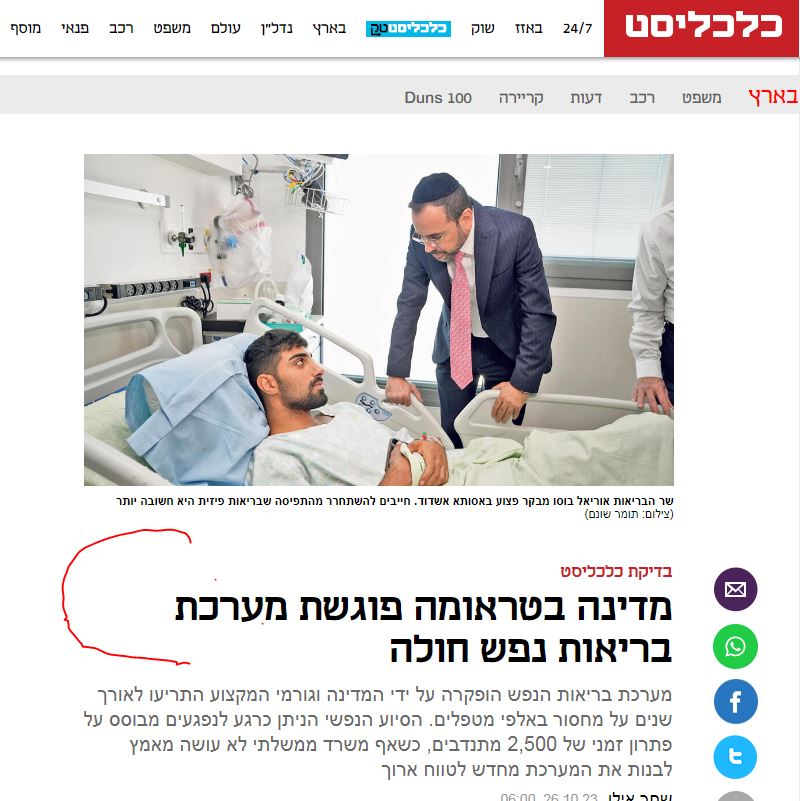 כלכליסט
24/7 באזז שוק כלכליסטטק בארץ נדל"ן עולם משפט רכב פנאי מוסף
בארץ משפט רכב דעות קריירה Duns 100
שר הבריאות אוריאל בוסו מבקר פצוע באסותא אשדוד. חייבים להשתחרר מהתפיסה שבריאות פיזית היא חשובה יותר
(צילום: תומר שונם)
בדיקת כלכליסט
מדינה בטראומה פוגשת מערכת
בריאות נפש חולה
מערכת בריאות הנפש הופקרה על ידי המדינה וגורמי המקצוע התריעו לאורך
שנים על מחסור באלפי מטפלים. הסיוע הנפשי הניתן כרגע לנפגעים מבוסס על
פתרון זמני של 2,500 מתנדבים, כשאף משרד ממשלתי לא עושה מאמץ
לבנות את המערכת מחדש לטווח ארוך
שחר אילן 06:00, 26.10.23